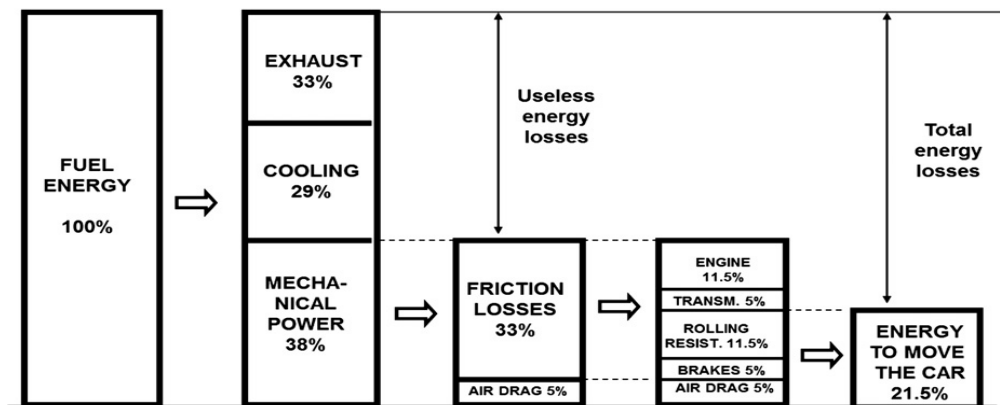 FUEL
ENERGY
100%
EXHAUST
33%
COOLING
29%
MECHA-
NICAL
POWER
38%
Useless
energy
losses
FRICTION
LOSSES
33%
AIR DRAG 5%
ENGINE
11.5%
TRANSM. 5%
ROLLING
RESIST. 11.5%
BRAKES 5%
AIR DRAG 5%
Total
energy
losses
ENERGY
TO MOVE
THE CAR
21.5%